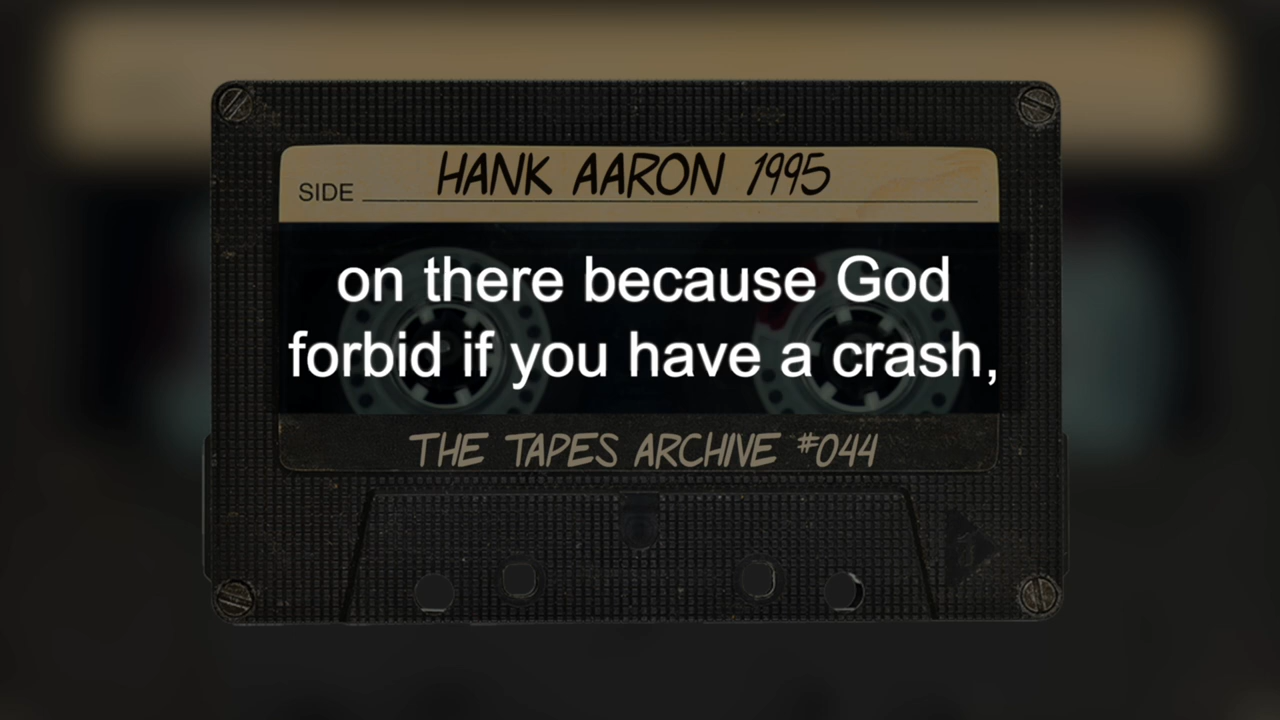 HANK AARON 1995
SIDE
on there because God
forbid if you have a crash,
THE TAPES ARCHIVE #044